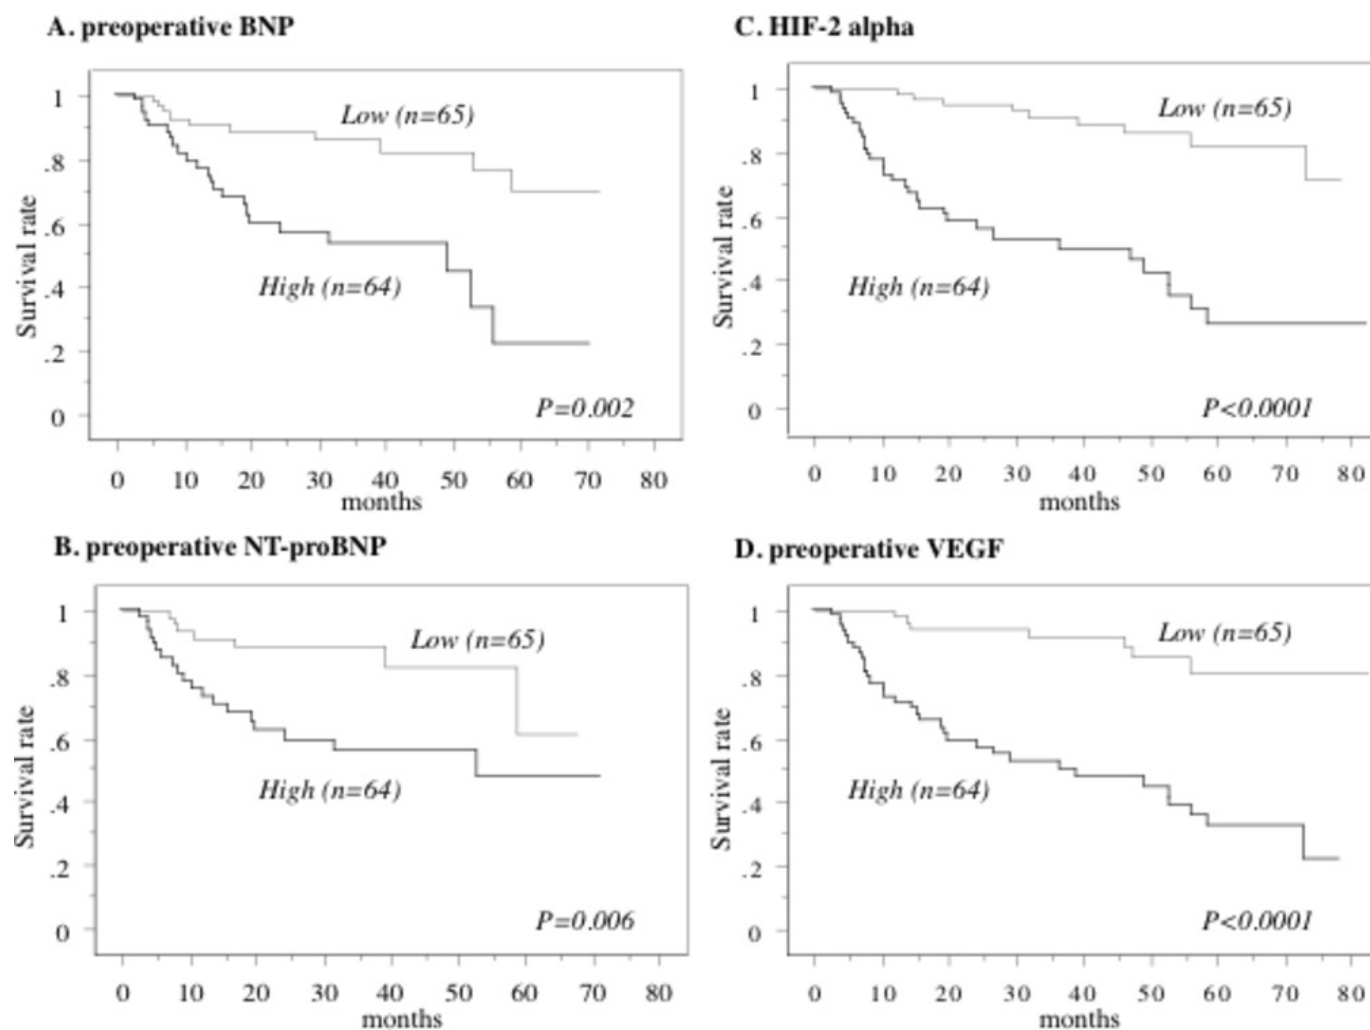 A. preoperative BNP
1
.8
.6
.4
.2
0
Survival rate
Low (n=65)
High (n=64)
P=0.002
0 10 20 30 40 50 60 70 80
months
C. HIF-2 alpha
1
.8
.6
.4
.2
0
Survival rate
Low (n=65)
High (n=64)
P<0.0001
0 10 20 30 40 50 60 70 80
months
B. preoperative NT-proBNP
1
.8
.6
.4
.2
0
Survival rate
Low (n=65)
High (n=64)
P=0.006
0 10 20 30 40 50 60 70 80
months
D. preoperative VEGF
1
.8
.6
.4
.2
0
Survival rate
Low (n=65)
High (n=64)
P<0.0001
0 10 20 30 40 50 60 70 80
months